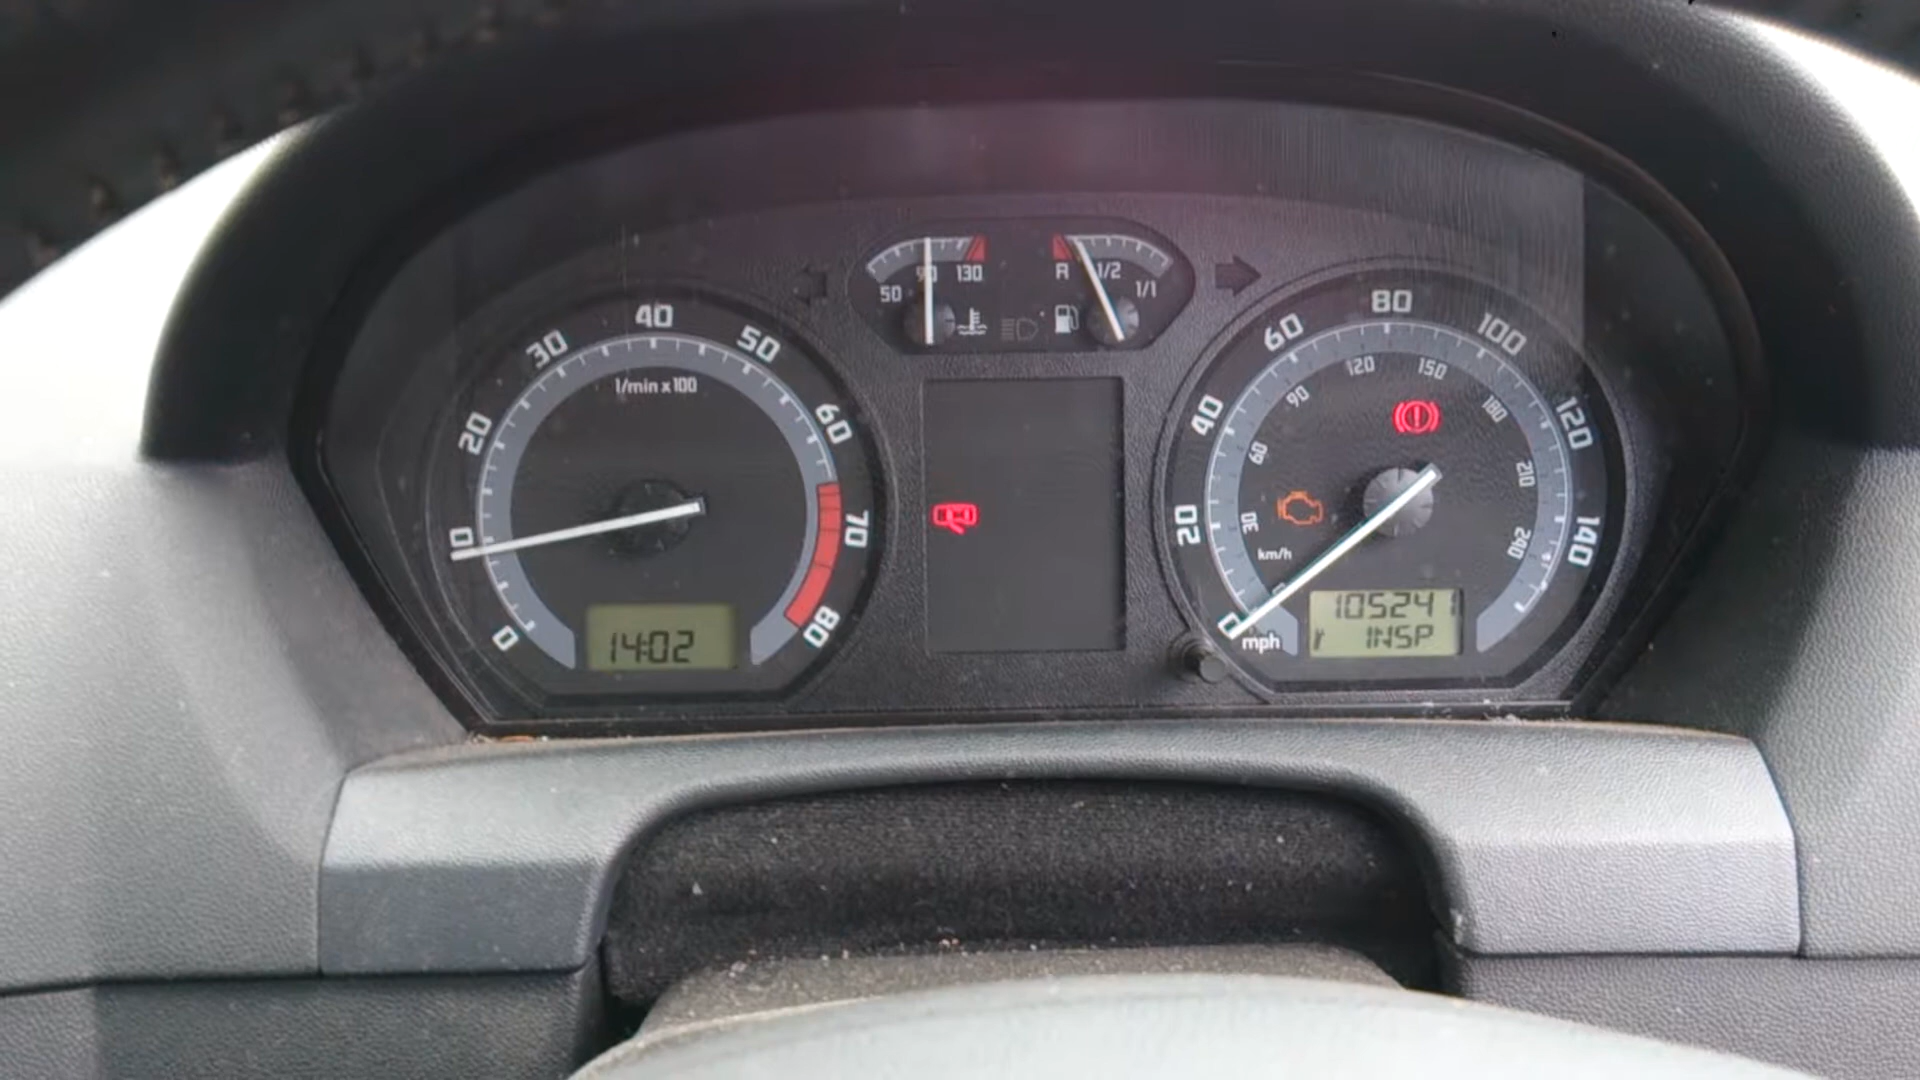 90 130
50
R 1/2
1/1
0 10 20 30 40 50 60 70 80
1/min x 100
14:02
0 20 40 60 80 100 120 140
30 60 90 120 150 180 210 240
km/h
mph
105241
INSP